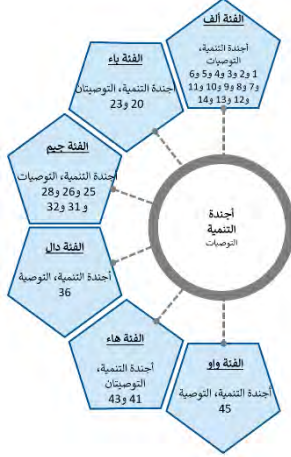 الفئة ألف
أجندة التنمية،
التوصيات
1 و2 و3 و4 و5 و6
و7 و8 و9 و10 و11
و12 و13 و14
الفئة باء
أجندة التنمية، التوصيتان
20 و23
الفئة جيم
أجندة التنمية، التوصيات
25 و26 و28
و31 و32
الفئة دال
أجندة التنمية، التوصية
36
الفئة هاء
أجندة التنمية،
التوصيتان
41 و43
الفئة واو
أجندة التنمية، التوصية
45
أجندة
التنمية
التوصيات